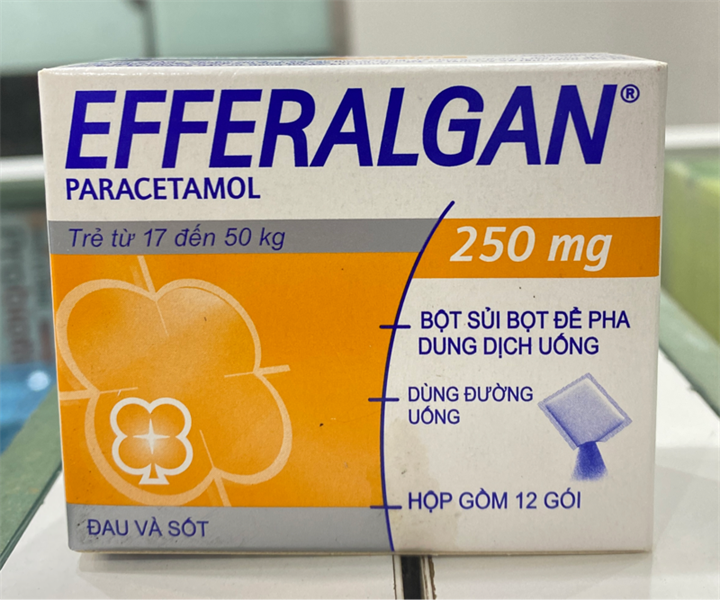 EFFERALGAN®
PARACETAMOL
Trẻ từ 17 đến 50 kg
250 mg
BỘT SỦI BỌT ĐỂ PHA
DUNG DỊCH UỐNG
DÙNG ĐƯỜNG
UỐNG
HỘP GỒM 12 GÓI
ĐAU VÀ SỐT